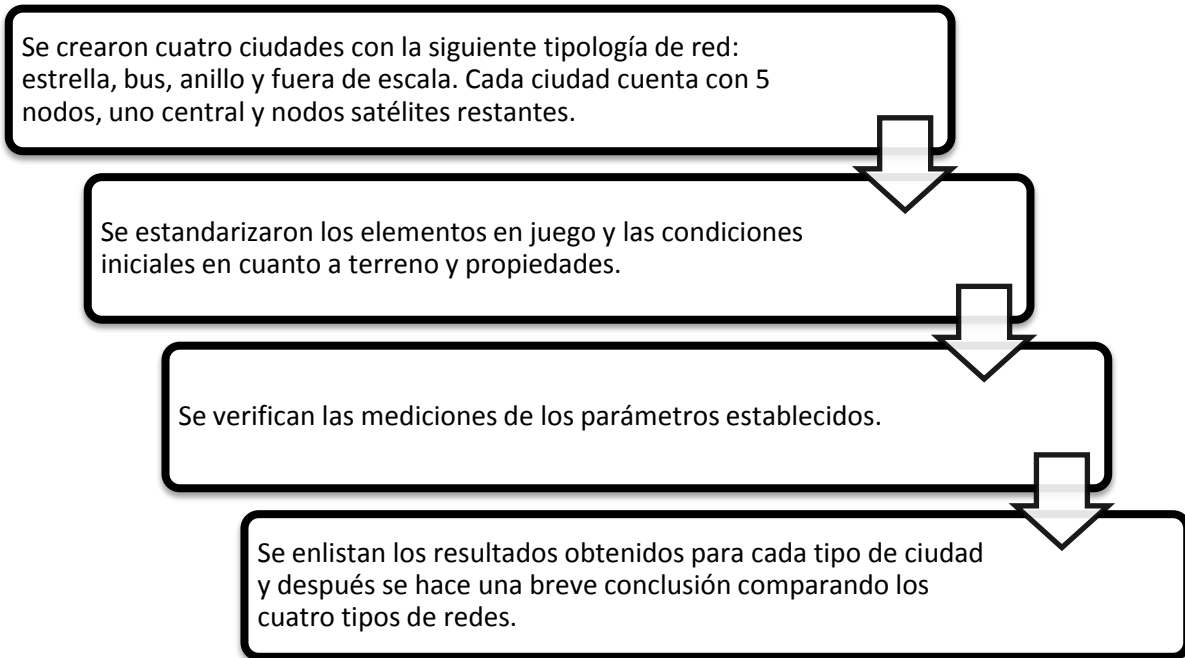 Se crearon cuatro ciudades con la siguiente tipología de red:
estrella, bus, anillo y fuera de escala. Cada ciudad cuenta con 5
nodos, uno central y nodos satélites restantes.
Se estandarizaron los elementos en juego y las condiciones
iniciales en cuanto a terreno y propiedades.
Se verifican las mediciones de los parámetros establecidos.
Se enlistan los resultados obtenidos para cada tipo de ciudad
y después se hace una breve conclusión comparando los
cuatro tipos de redes.